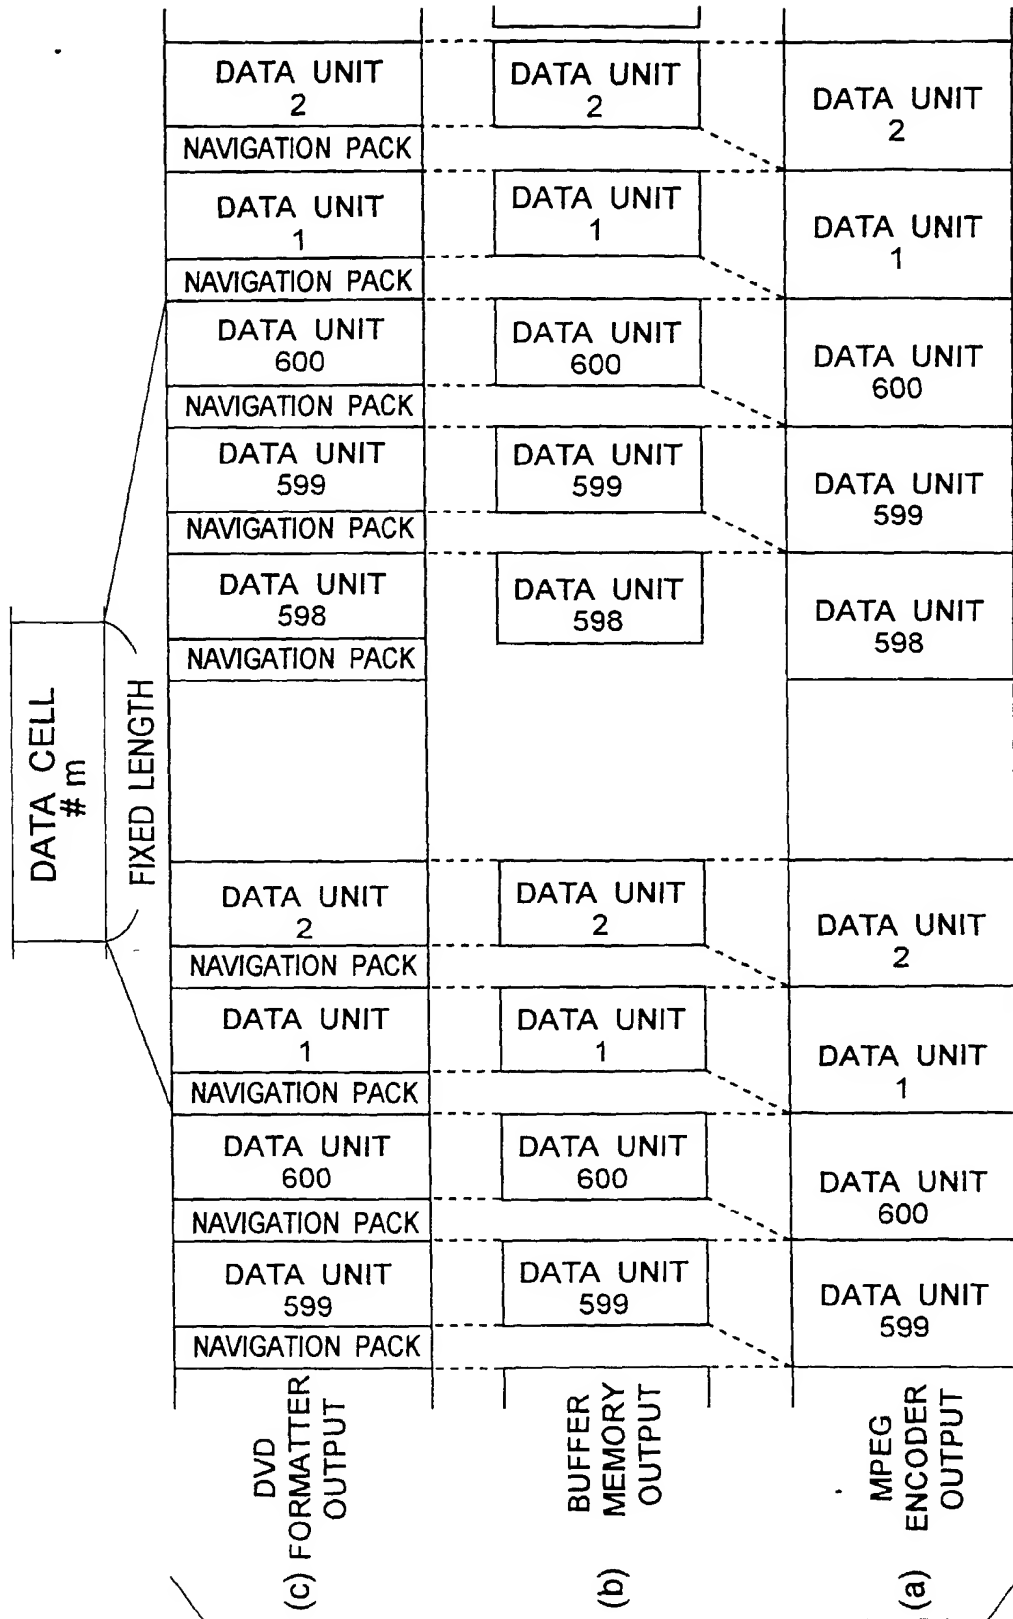 DATA CELL
# m
FIXED LENGTH
DATA UNIT
2
NAVIGATION PACK
DATA UNIT
1
NAVIGATION PACK
DATA UNIT
600
NAVIGATION PACK
DATA UNIT
599
NAVIGATION PACK
DATA UNIT
598
NAVIGATION PACK
DATA UNIT
2
NAVIGATION PACK
DATA UNIT
1
NAVIGATION PACK
DATA UNIT
600
NAVIGATION PACK
DATA UNIT
599
NAVIGATION PACK
DVD
(c) FORMATTER
OUTPUT
DATA UNIT
2
DATA UNIT
1
DATA UNIT
600
DATA UNIT
599
DATA UNIT
598
DATA UNIT
2
DATA UNIT
1
DATA UNIT
600
DATA UNIT
599
BUFFER
(b) MEMORY
OUTPUT
DATA UNIT
2
DATA UNIT
1
DATA UNIT
600
DATA UNIT
599
DATA UNIT
598
DATA UNIT
2
DATA UNIT
1
DATA UNIT
600
DATA UNIT
599
MPEG
(a) ENCODER
OUTPUT